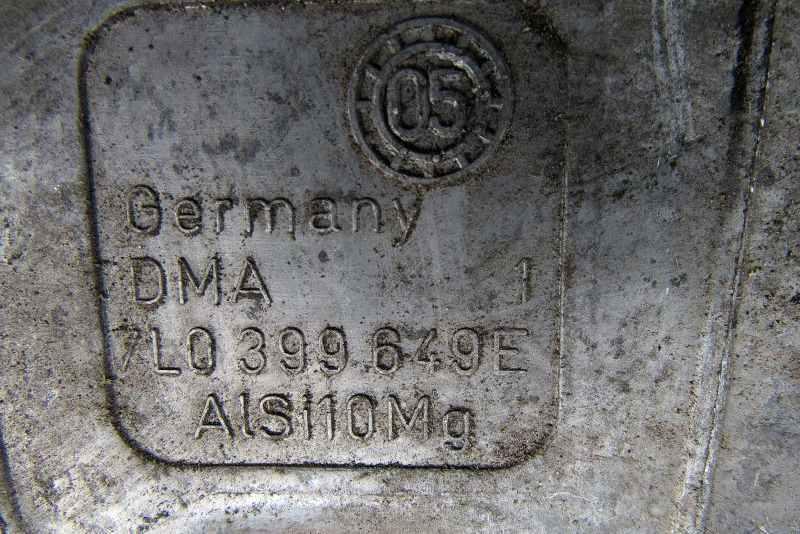 05
Germany
DMA 1
7L0 399 649E
AlSi10Mg